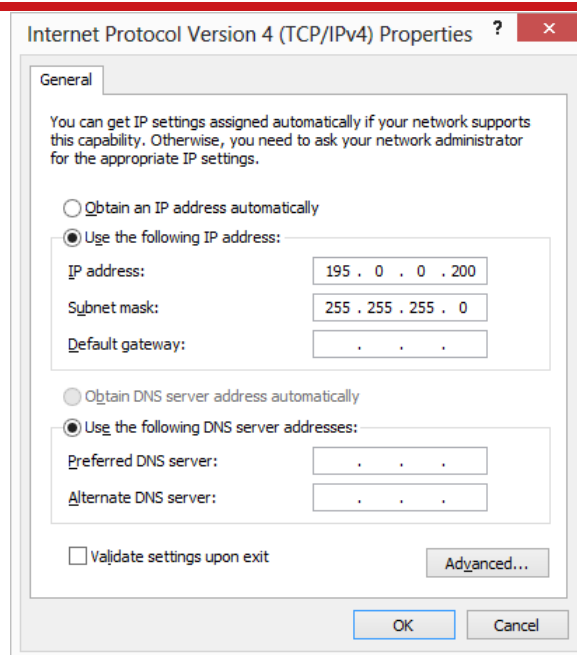 Internet Protocol Version 4 (TCP/IPv4) Properties ? ×
General
You can get IP settings assigned automatically if your network supports
this capability. Otherwise, you need to ask your network administrator
for the appropriate IP settings.
Obtain an IP address automatically
Use the following IP address:
IP address: 195 . 0 . 0 . 200
Subnet mask: 255 . 255 . 255 . 0
Default gateway: . . .
Obtain DNS server address automatically
Use the following DNS server addresses:
Preferred DNS server: . . .
Alternate DNS server: . . .
Validate settings upon exit
Advanced...
OK Cancel